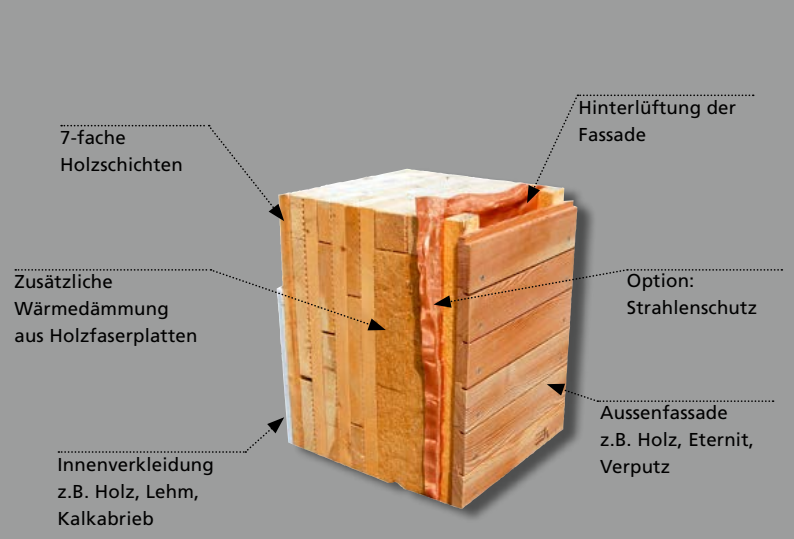 Hinterlüftung der
Fassade
7-fache
Holzschichten
Zusätzliche
Wärmedämmung
aus Holzfaserplatten
Option:
Strahlenschutz
Aussenfassade
z.B. Holz, Eternit,
Verputz
Innenverkleidung
z.B. Holz, Lehm,
Kalkabrieb